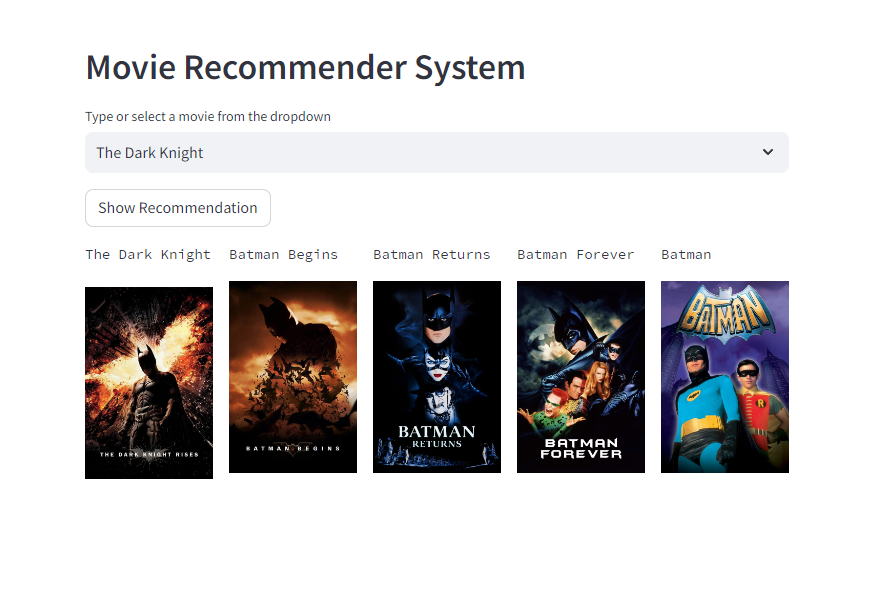 Movie Recommender System
Type or select a movie from the dropdown
The Dark Knight
Show Recommendation
The Dark Knight
Batman Begins
Batman Returns
Batman Forever
Batman
THE DARK KNIGHT RISES
BATMAN BEGINS
BATMAN
RETURNS
BATMAN
FOREVER
BATMAN
R